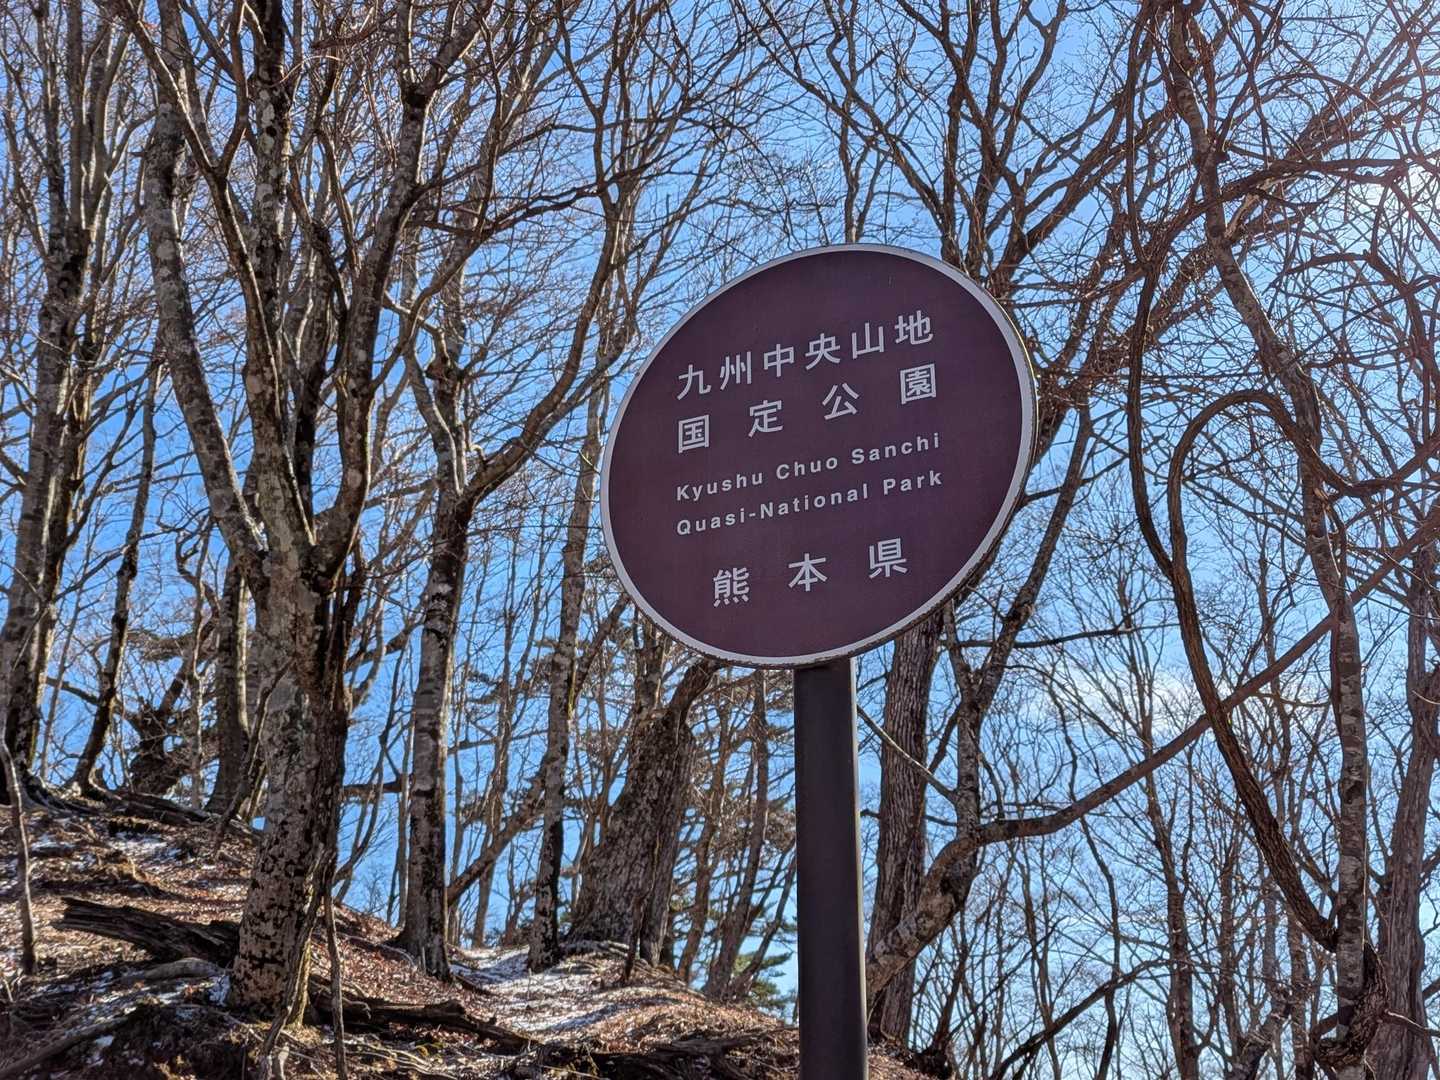 九州中央山地
国定公園
Kyushu Chuo Sanchi
Quasi-National Park
熊本県